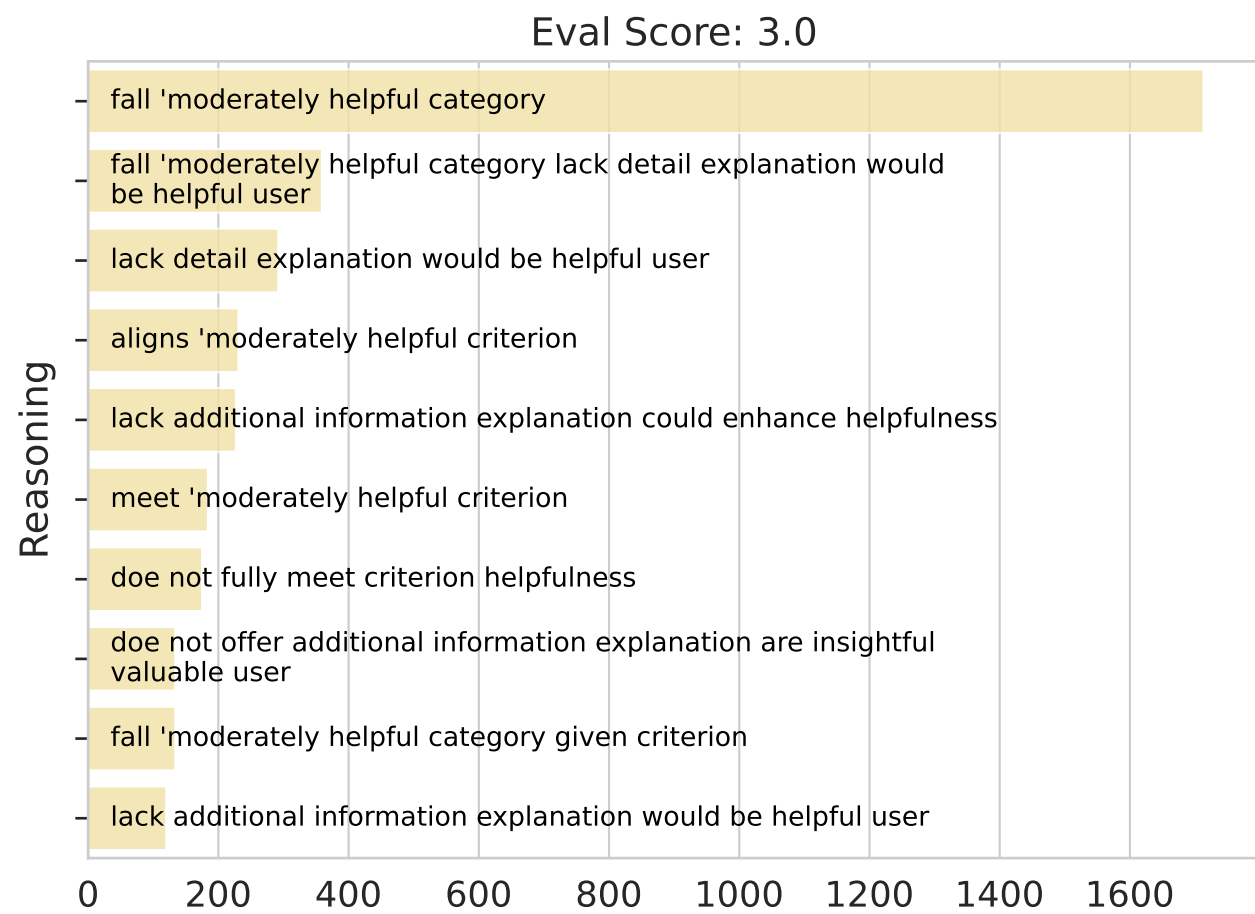 Eval Score: 3.0
fall 'moderately helpful category
fall 'moderately helpful category lack detail explanation would
be helpful user
lack detail explanation would be helpful user
aligns 'moderately helpful criterion
lack additional information explanation could enhance helpfulness
meet 'moderately helpful criterion
doe not fully meet criterion helpfulness
doe not offer additional information explanation are insightful
valuable user
fall 'moderately helpful category given criterion
lack additional information explanation would be helpful user
Reasoning
0 200 400 600 800 1000 1200 1400 1600